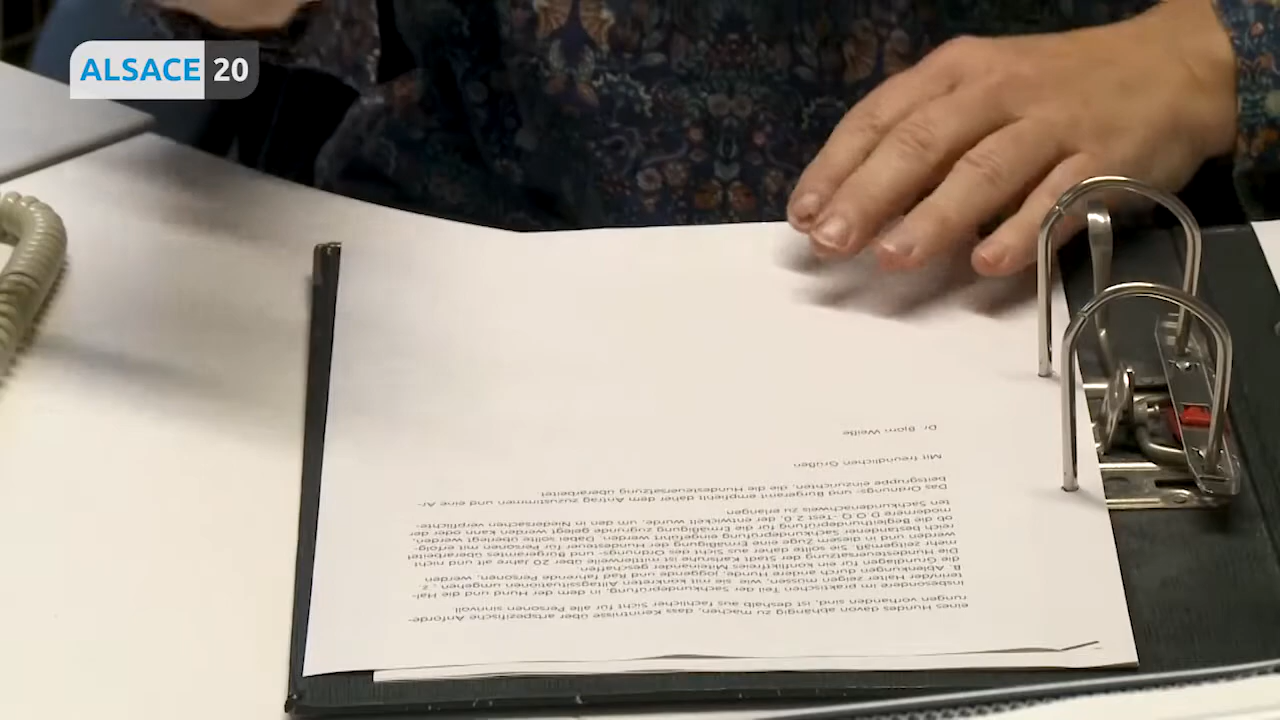 ALSACE 20
eines Hundes davon abhängig zu machen, dass Kenntnisse über artspezifische Anforde-
rungen vorhanden sind, ist deshalb aus fachlicher Sicht für alle Personen sinnvoll.
Insbesondere im praktischen Teil der Sachkundeprüfung, in dem der Hund und die Hal-
terin/der Halter zeigen müssen, wie sie mit konkreten Alltagssituationen umgehen, z.
B. Ablenkungen durch andere Hunde, joggende und Rad fahrende Personen, werden
die Grundlagen für ein konfliktfreies Miteinander geschaffen.
Die Hundesteuersatzung der Stadt Karlsruhe ist mittlerweile über 20 Jahre alt und nicht
mehr zeitgemäß. Sie sollte daher aus Sicht des Ordnungs- und Bürgeramtes überarbeitet
werden und in diesem Zuge eine Ermäßigung der Hundesteuer für Personen mit erfolg-
reich bestandener Sachkundeprüfung eingeführt werden. Dabei sollte überlegt werden,
ob die Begleithundeprüfung für die Ermäßigung zugrunde gelegt werden kann oder der
modernere D.O.Q.-Test 2.0, der entwickelt wurde, um den in Niedersachsen verpflichte-
ten Sachkundenachweis zu erlangen.
Das Ordnungs- und Bürgeramt empfiehlt daher dem Antrag zuzustimmen und eine Ar-
beitsgruppe einzurichten, die die Hundesteuersatzung überarbeitet.
Mit freundlichen Grüßen
Dr. Björn Weiße